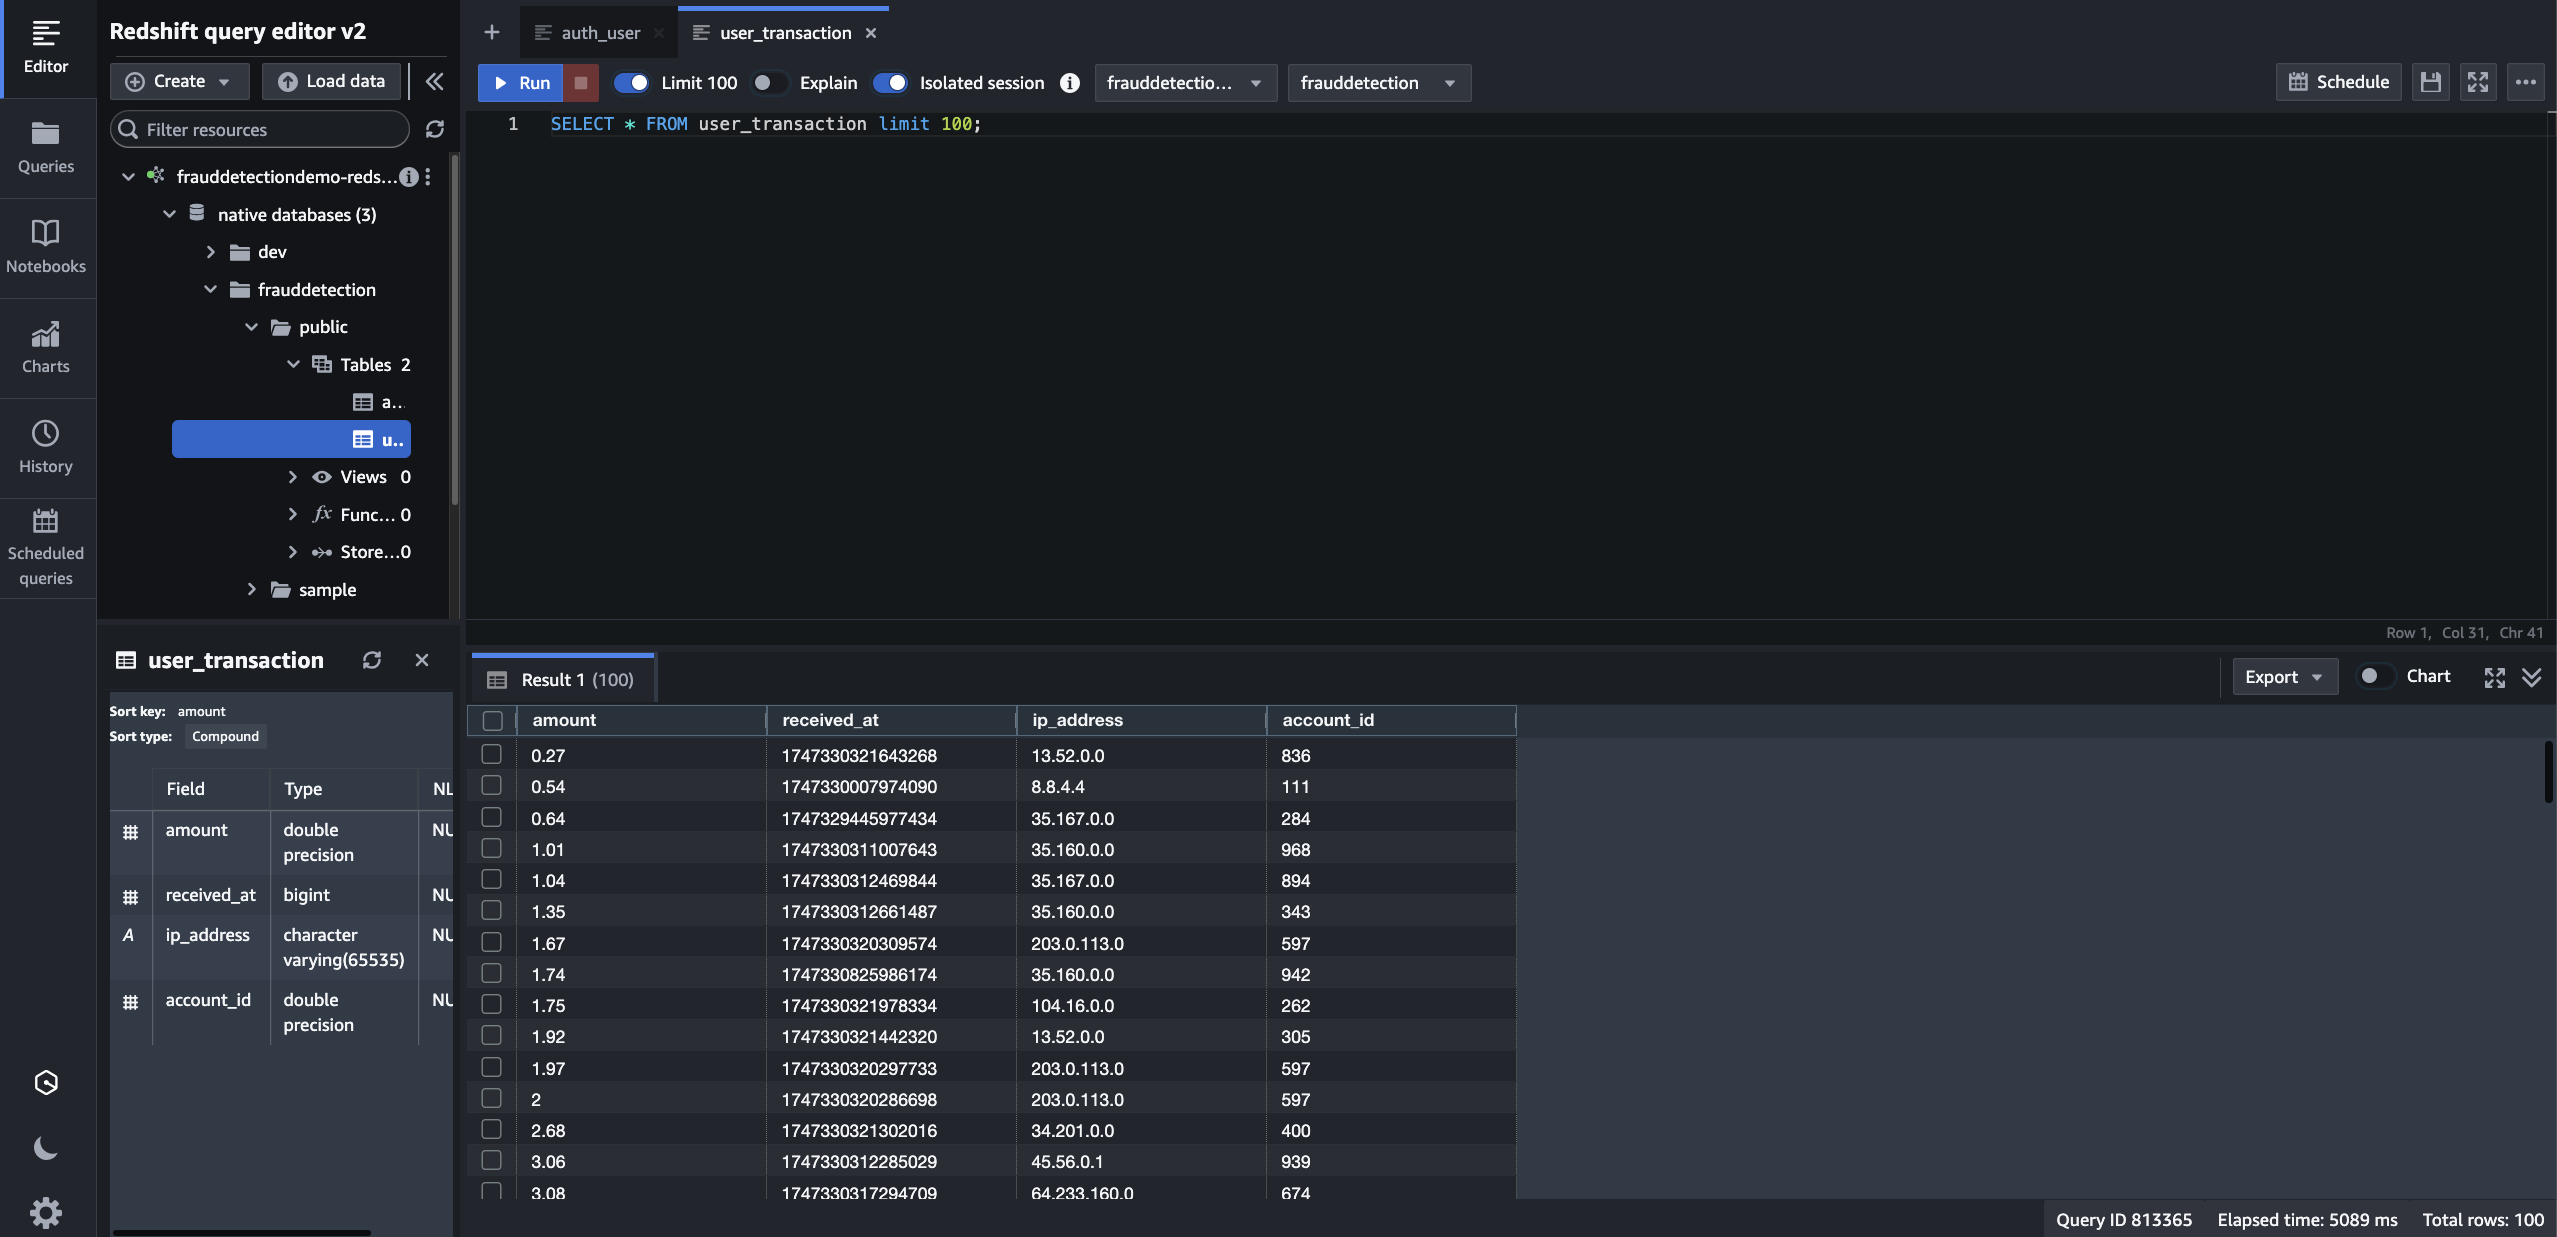 Editor
Queries
Notebooks
Charts
History
Scheduled
queries
Redshift query editor v2
Create
Load data
Filter resources
frauddetectiondemo-reds...
native databases (3)
dev
frauddetection
public
Tables 2
a...
u...
Views 0
Func... 0
Store...0
sample
user_transaction
Sort key: amount
Sort type: Compound
Field Type
amount double precision
received_at bigint
ip_address character varying(65535)
account_id double precision
auth_user
user_transaction
Run
Limit 100
Explain
Isolated session
frauddetectio...
frauddetection
Schedule
1 SELECT * FROM user_transaction limit 100;
Row 1, Col 31, Chr 41
Result 1 (100)
Export
Chart
amount received_at ip_address account_id
0.27 1747330321643268 13.52.0.0 836
0.54 1747330007974090 8.8.4.4 111
0.64 1747329445977434 35.167.0.0 284
1.01 1747330311007643 35.160.0.0 968
1.04 1747330312469844 35.167.0.0 894
1.35 1747330312661487 35.160.0.0 343
1.67 1747330320309574 203.0.113.0 597
1.74 1747330825986174 35.160.0.0 942
1.75 1747330321978334 104.16.0.0 262
1.92 1747330321442320 13.52.0.0 305
1.97 1747330320297733 203.0.113.0 597
2 1747330320286698 203.0.113.0 597
2.68 1747330321302016 34.201.0.0 400
3.06 1747330312285029 45.56.0.1 939
3.08 1747330317294709 64.233.160.0 674
Query ID 813365 Elapsed time: 5089 ms Total rows: 100